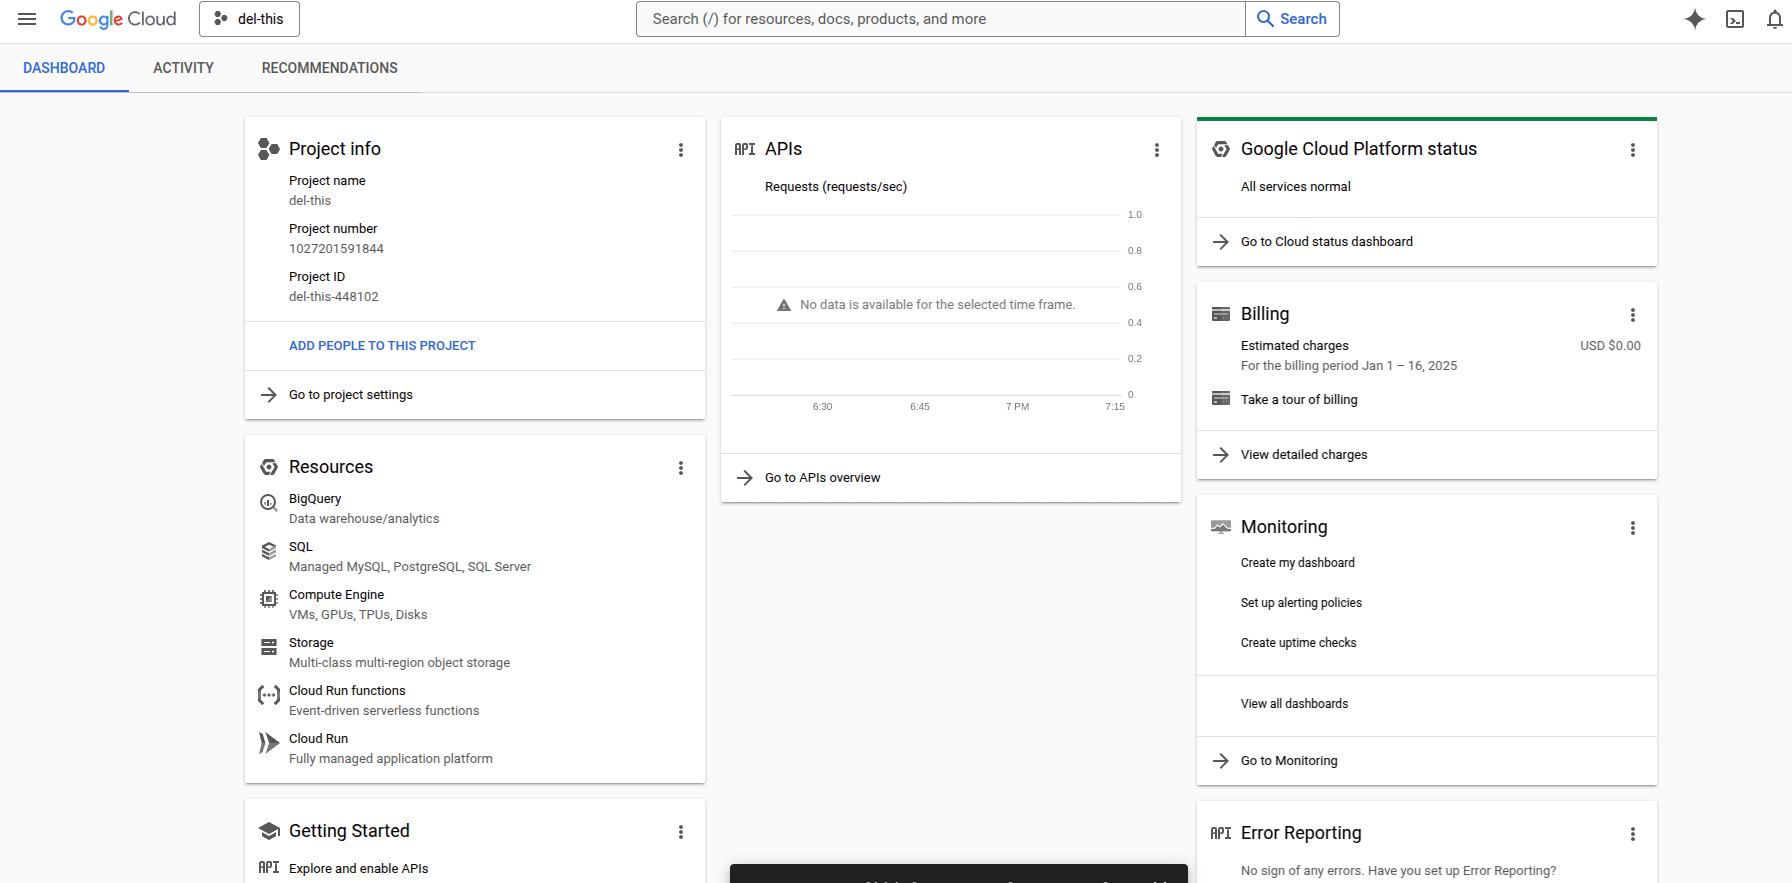 Google Cloud
del-this
Search (/) for resources, docs, products, and more
Search
DASHBOARD
ACTIVITY
RECOMMENDATIONS
Project info
Project name
del-this
Project number
1027201591844
Project ID
del-this-448102
ADD PEOPLE TO THIS PROJECT
Go to project settings
Resources
BigQuery
Data warehouse/analytics
SQL
Managed MySQL, PostgreSQL, SQL Server
Compute Engine
VMs, GPUs, TPUs, Disks
Storage
Multi-class multi-region object storage
Cloud Run functions
Event-driven serverless functions
Cloud Run
Fully managed application platform
Getting Started
API Explore and enable APIs
API APIs
Requests (requests/sec)
1.0
0.8
0.6
No data is available for the selected time frame.
0.4
0.2
0
6:30 6:45 7 PM 7:15
Go to APIs overview
Google Cloud Platform status
All services normal
Go to Cloud status dashboard
Billing
Estimated charges USD $0.00
For the billing period Jan 1 – 16, 2025
Take a tour of billing
View detailed charges
Monitoring
Create my dashboard
Set up alerting policies
Create uptime checks
View all dashboards
Go to Monitoring
API Error Reporting
No sign of any errors. Have you set up Error Reporting?